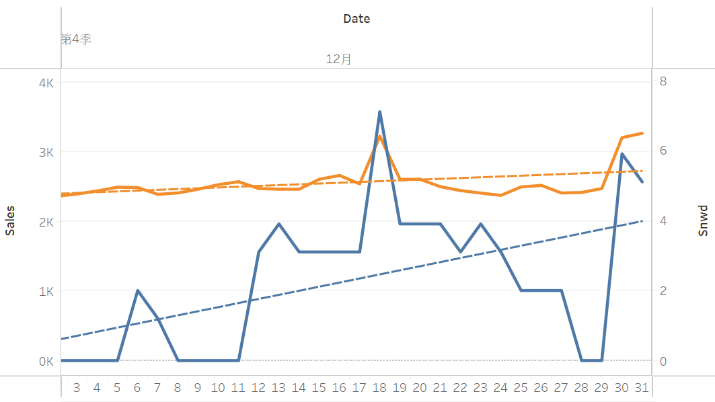 Date
第4季
12月
4K
3K
2K
1K
0K
Sales
8
6
4
2
0
Snwd
3 4 5 6 7 8 9 10 11 12 13 14 15 16 17 18 19 20 21 22 23 24 25 26 27 28 29 30 31